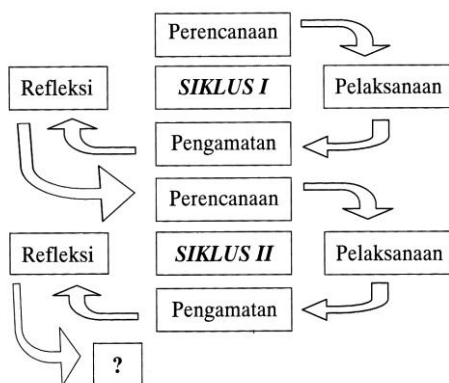 Perencanaan
Refleksi
SIKLUS I
Pelaksanaan
Pengamatan
Perencanaan
Refleksi
SIKLUS II
Pelaksanaan
Pengamatan
?